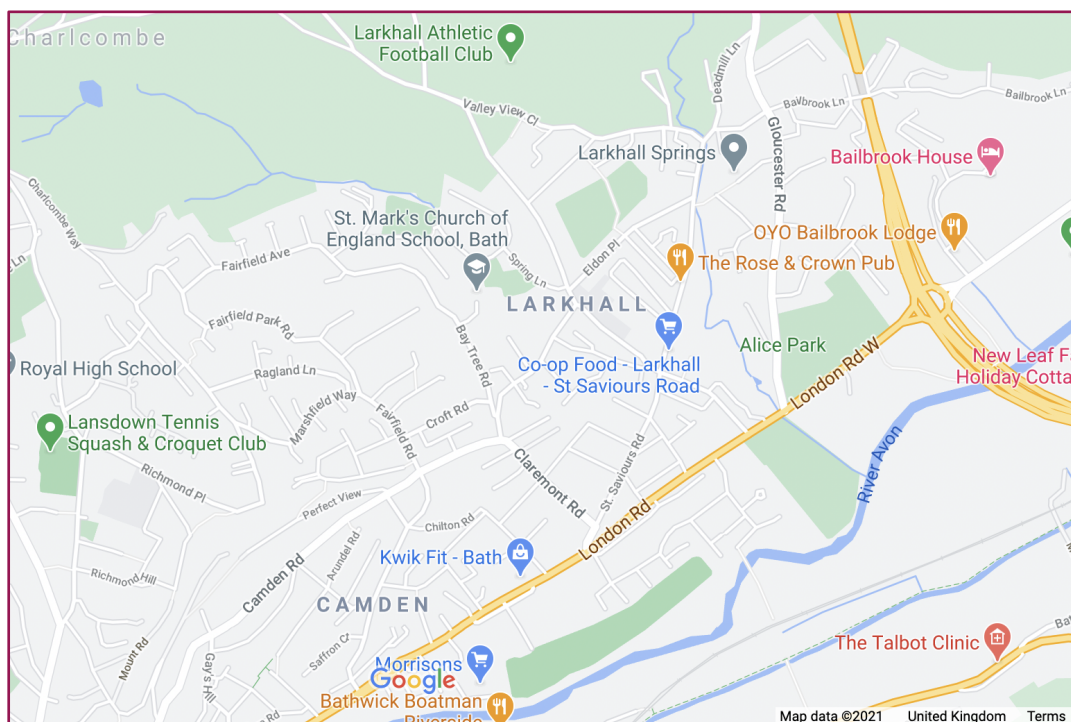 Charlcombe
Larkhall Athletic
Football Club
Deadmill Ln
Valley View Cl
Gloucester Rd
Bailbrook Ln
Bailbrook Ln
Larkhall Springs
Bailbrook House
Charlcombe Way
St. Mark's Church of
England School, Bath
Fairfield Ave
Spring Ln
Eldon Pl
OYO Bailbrook Lodge
The Rose & Crown Pub
LARKHALL
Fairfield Park Rd
Bay Tree Rd
Royal High School
Ragland Ln
Co-op Food - Larkhall
- St Saviours Road
Alice Park
London Rd W
New Leaf F
Holiday Cotta
Marshfield Way
Fairfield Rd
Croft Rd
Lansdown Tennis
Squash & Croquet Club
Richmond Pl
Claremont Rd
St. Saviours Rd
River Avon
Perfect View
Chilton Rd
London Rd
Arundel Rd
Camden Rd
Kwik Fit - Bath
Richmond Hill
CAMDEN
Mount Rd
Gay's Hill
Saffron Ct
Morrisons
Google
The Talbot Clinic
Bathwick Boatman
Riverside
Map data ©2021 United Kingdom Terms